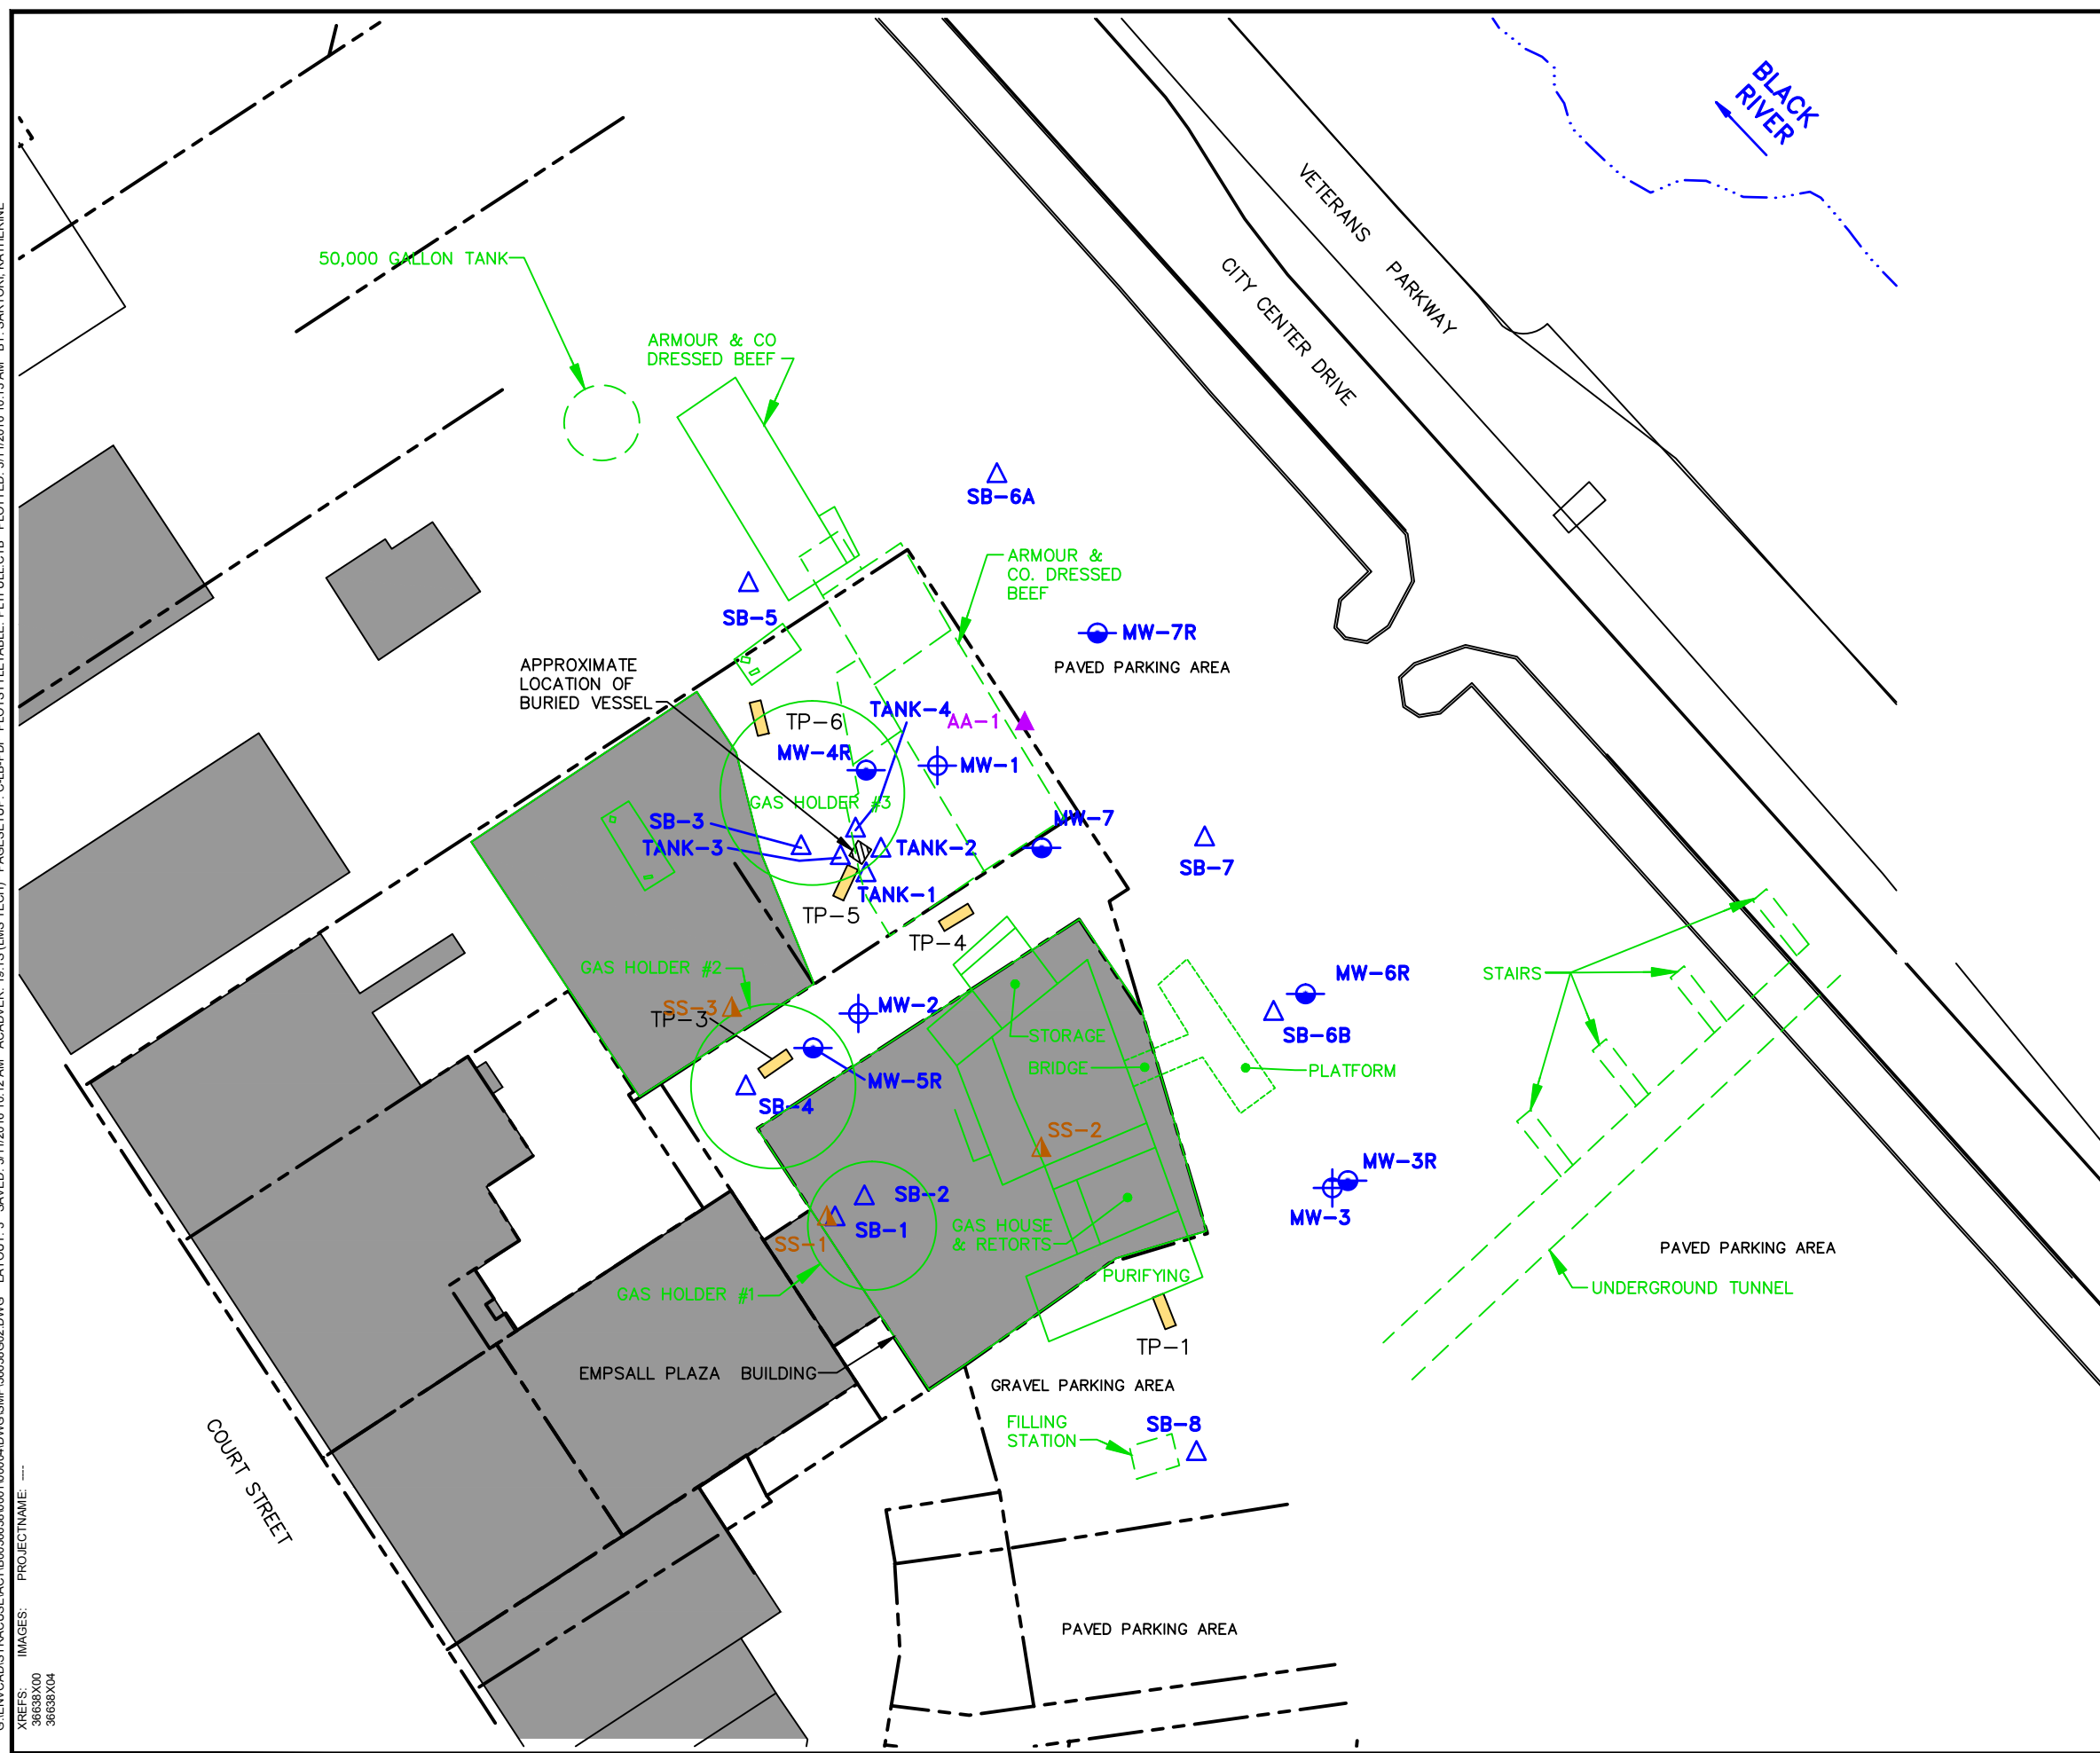 BLACK
RIVER
VETERANS PARKWAY
CITY CENTER DRIVE
50,000 GALLON TANK
ARMOUR & CO
DRESSED BEEF
SB-6A
ARMOUR &
CO. DRESSED
BEEF
SB-5
MW-7R
PAVED PARKING AREA
APPROXIMATE
LOCATION OF
BURIED VESSEL
TP-6
TANK-4
AA-1
MW-4R
MW-1
GAS HOLDER #3
SB-3
MW-7
TANK-3
TANK-2
SB-7
TANK-1
TP-5
TP-4
GAS HOLDER #2
STAIRS
MW-6R
SS-3
MW-2
TP-3
STORAGE
SB-6B
BRIDGE
PLATFORM
MW-5R
SB-4
SS-2
MW-3R
SB-2
MW-3
SB-1
SS-1
GAS HOUSE
& RETORTS
PAVED PARKING AREA
PURIFYING
UNDERGROUND TUNNEL
GAS HOLDER #1
TP-1
EMPSALL PLAZA BUILDING
GRAVEL PARKING AREA
FILLING
STATION
SB-8
COURT STREET
PAVED PARKING AREA
XREFS: IMAGES: PROJECTNAME: ----
36638X00
36638X04